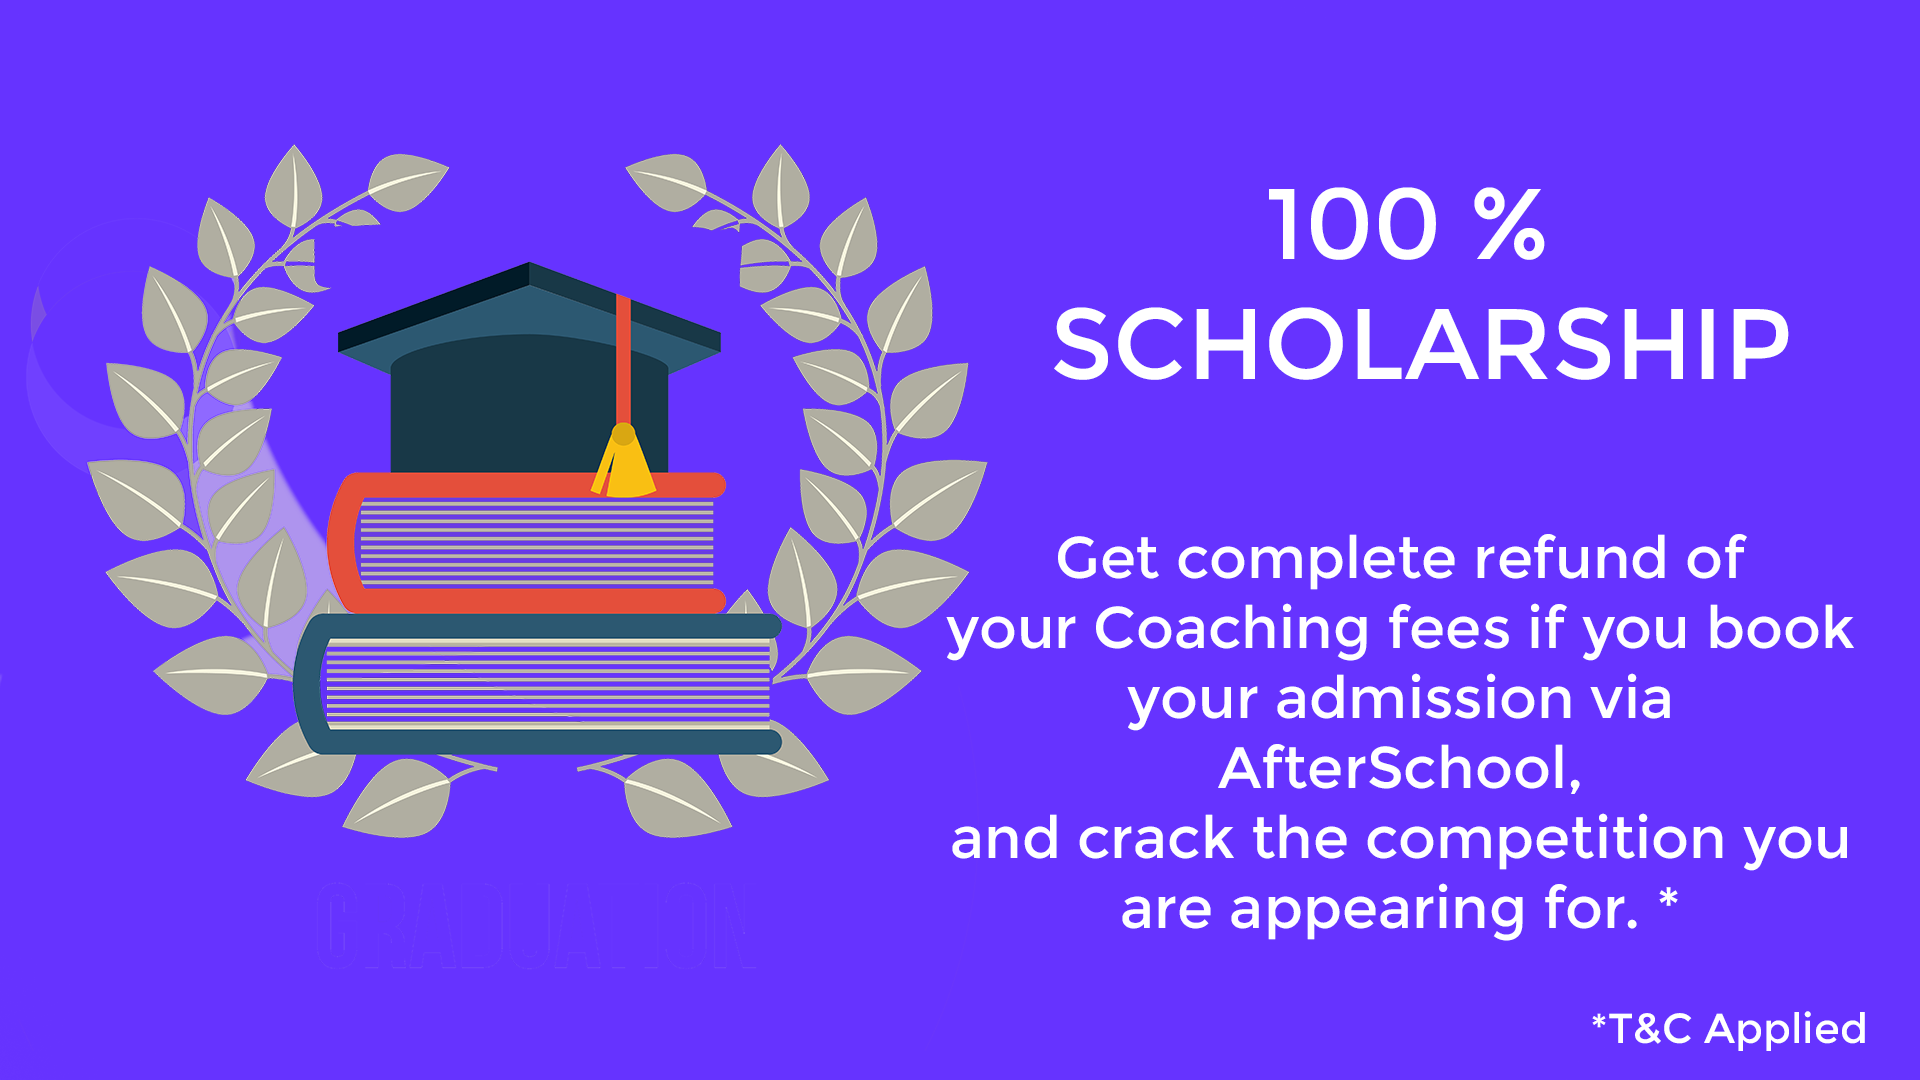 100 %
SCHOLARSHIP
Get complete refund of
your Coaching fees if you book
your admission via
AfterSchool,
and crack the competition you
are appearing for. *
*T&C Applied
GRADUATION